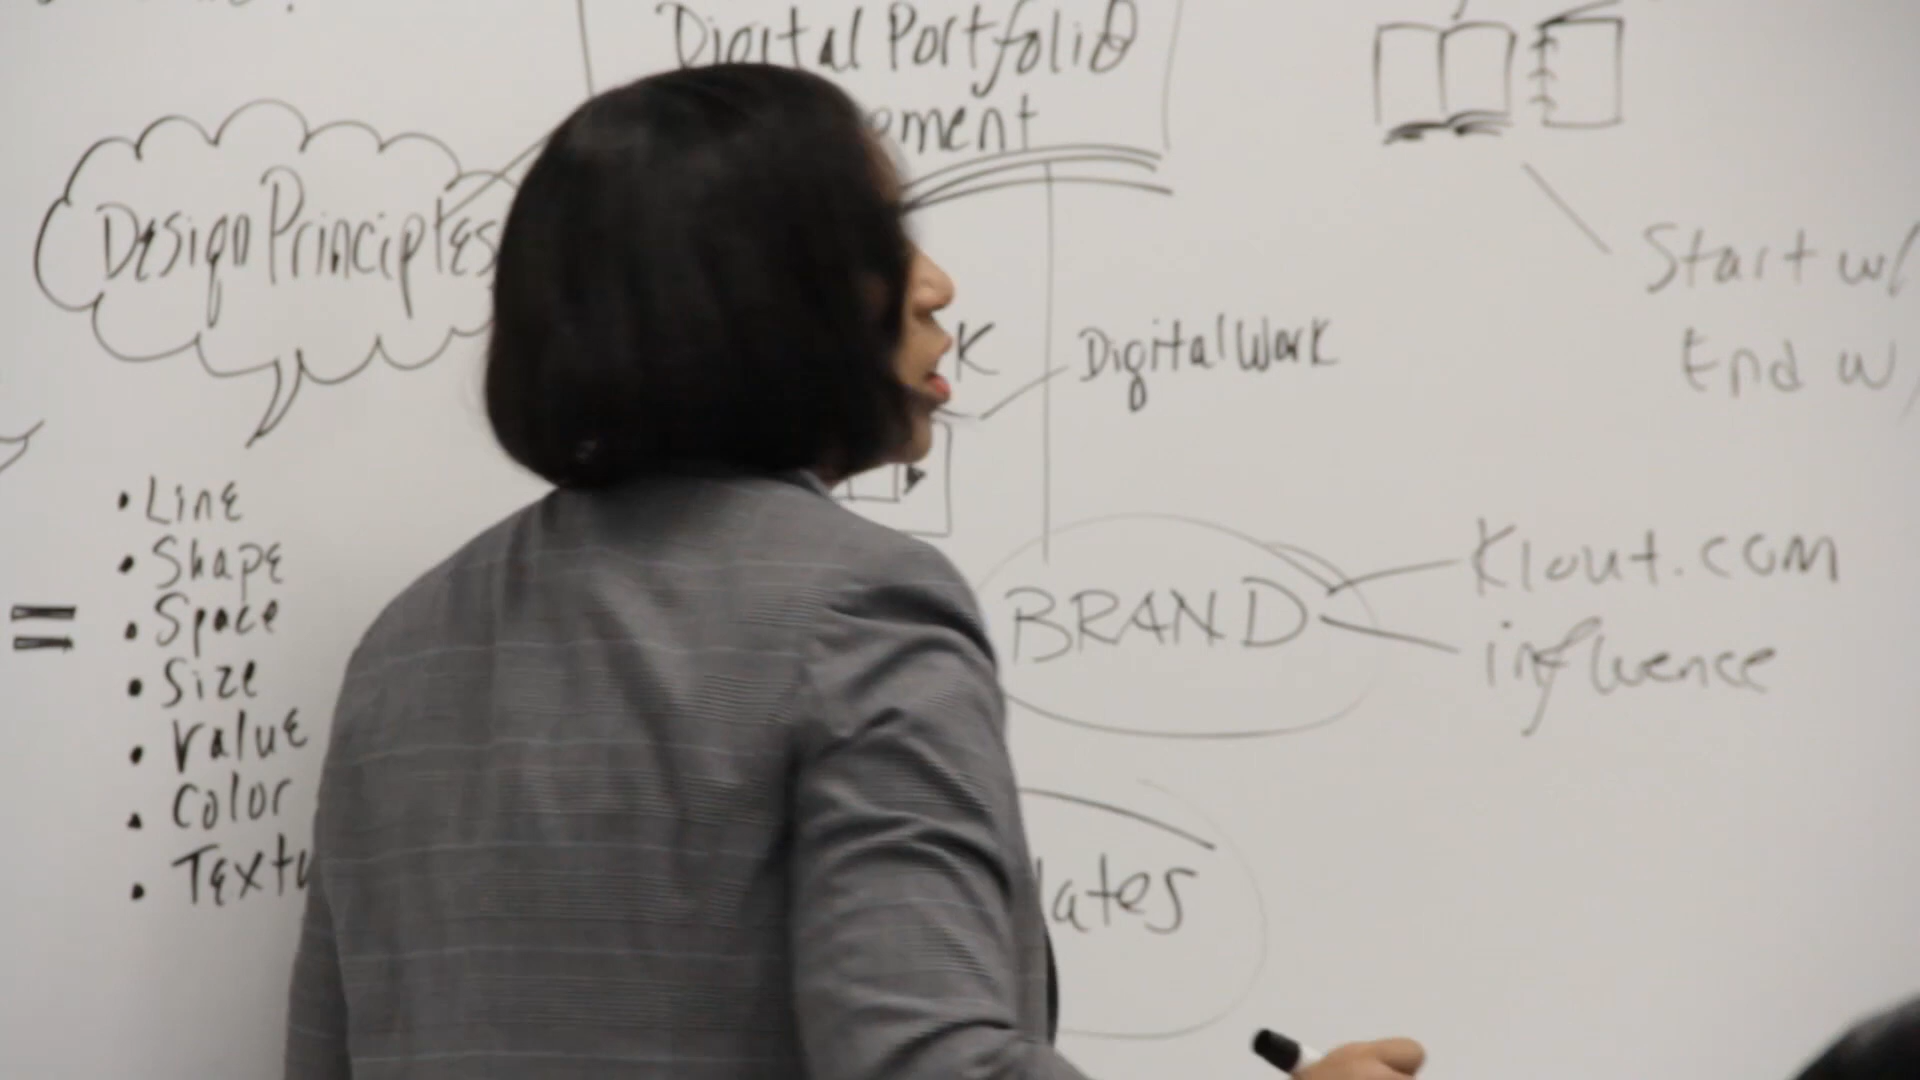 Digital Portfolio
ement
Design Principles
Start w/
End w/
K
Digital Work
• Line
• Shape
• Space
• Size
• Value
• Color
• Textu
=
BRAND
Klout.com
influence
lates